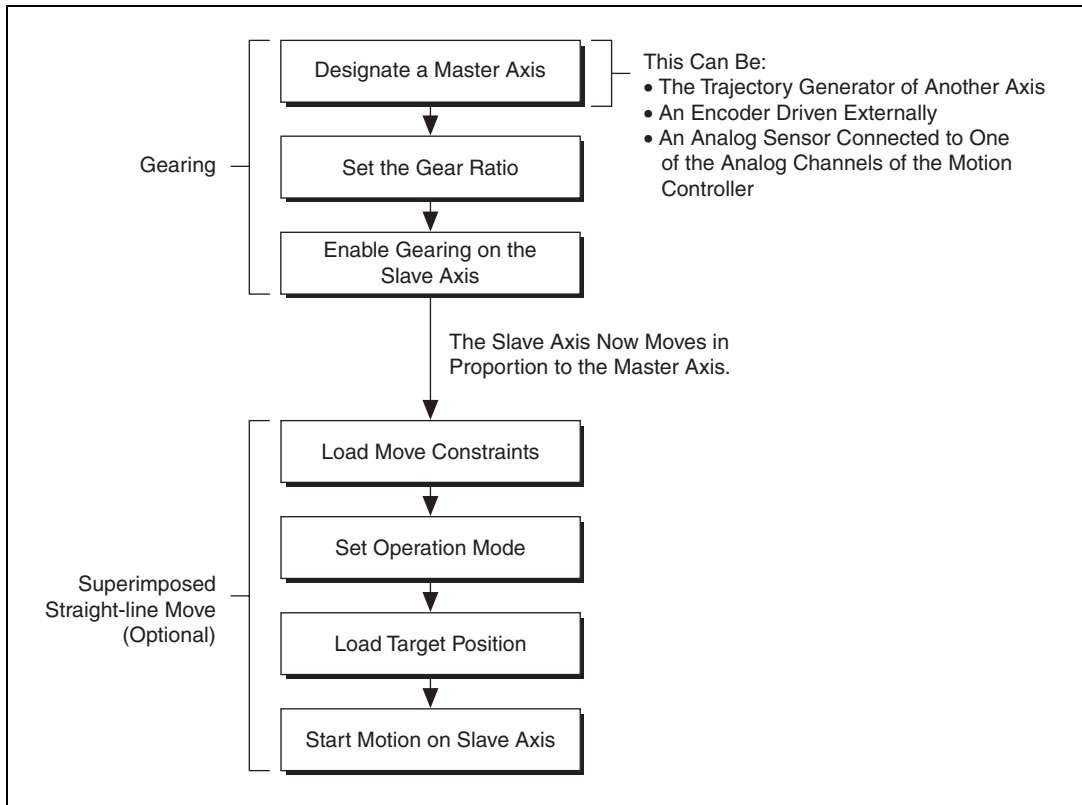 Designate a Master Axis
This Can Be:
• The Trajectory Generator of Another Axis
• An Encoder Driven Externally
• An Analog Sensor Connected to One
of the Analog Channels of the Motion
Controller
Gearing
Set the Gear Ratio
Enable Gearing on the
Slave Axis
The Slave Axis Now Moves in
Proportion to the Master Axis.
Load Move Constraints
Set Operation Mode
Superimposed
Straight-line Move
(Optional)
Load Target Position
Start Motion on Slave Axis